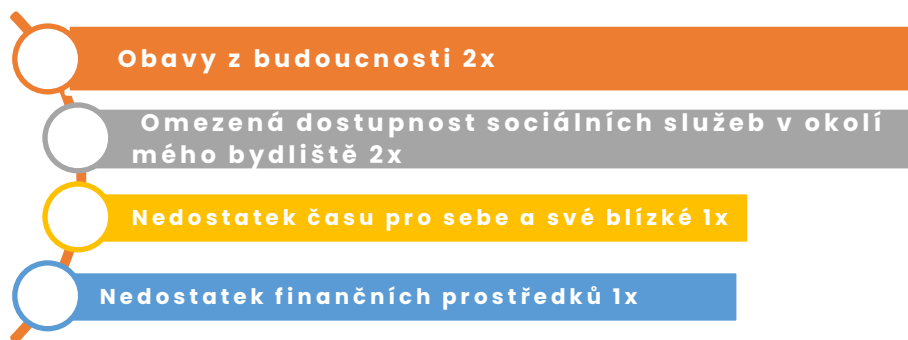 Obavy z budoucnosti 2x
Omezená dostupnost sociálních služeb v okolí
mého bydliště 2x
Nedostatek času pro sebe a své blízké 1x
Nedostatek finančních prostředků 1x